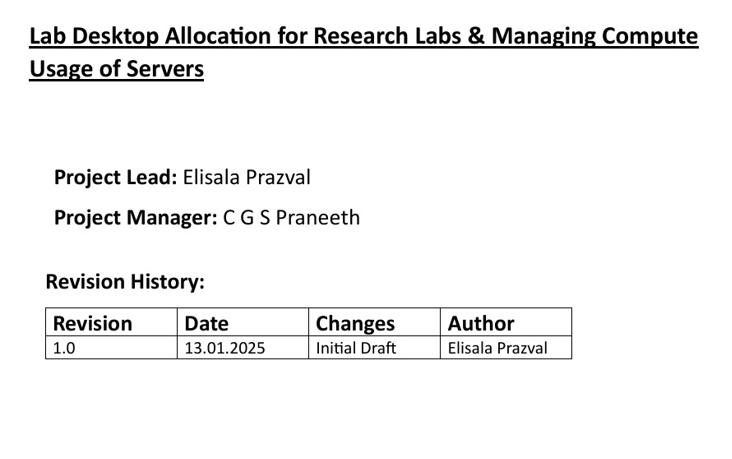 Lab Desktop Allocation for Research Labs & Managing Compute
Usage of Servers
Project Lead: Elisala Prazval
Project Manager: C G S Praneeth
Revision History:
Revision Date Changes Author
1.0 13.01.2025 Initial Draft Elisala Prazval